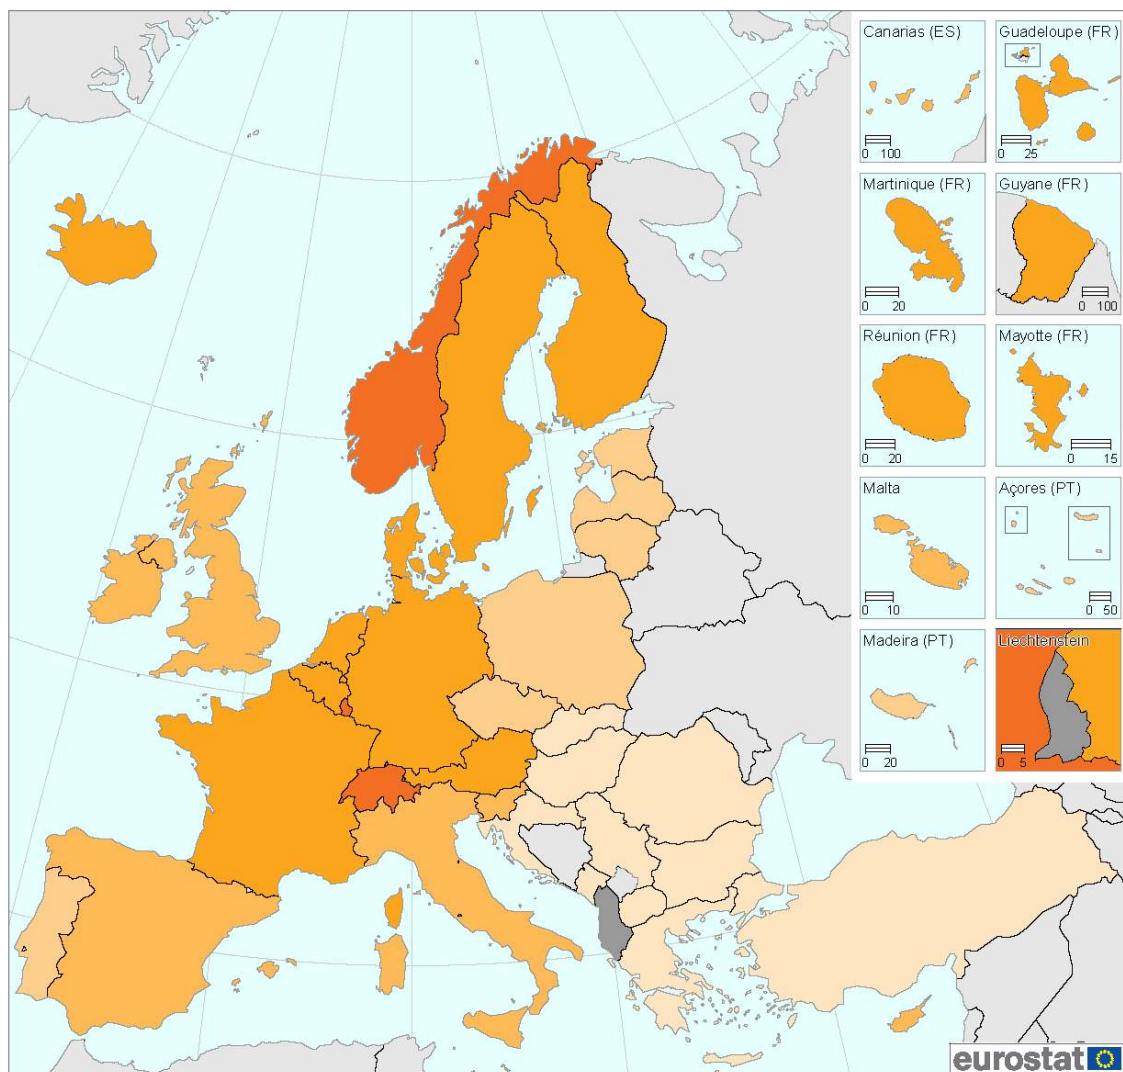 Canarias (ES)
0 100
Guadeloupe (FR)
0 25
Martinique (FR)
0 20
Guyane (FR)
0 100
Réunion (FR)
0 20
Mayotte (FR)
0 15
Malta
0 10
Açores (PT)
0 50
Madeira (PT)
0 20
Liechtenstein
0 5
eurostat